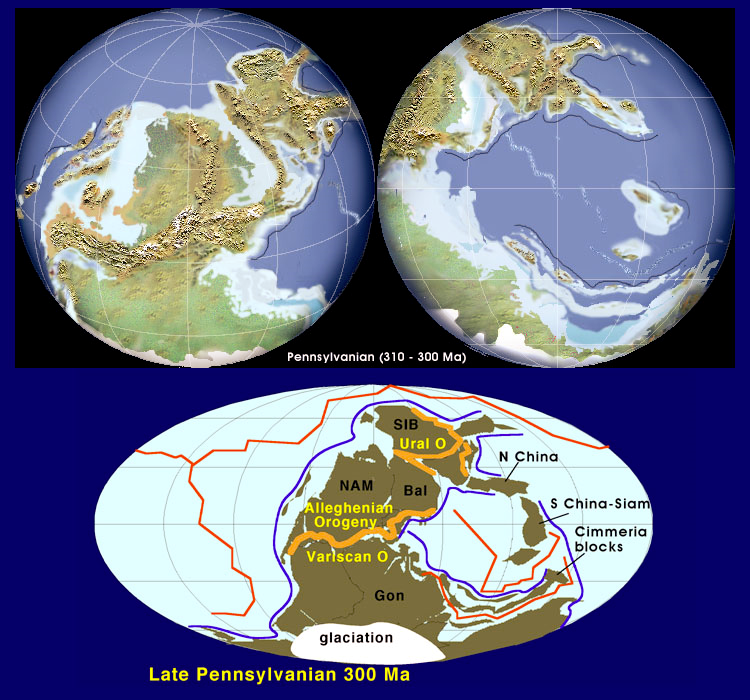 Pennsylvanian (310 - 300 Ma)
SIB
Ural O
N China
NAM
Bal
S China-Siam
Alleghenian
Orogeny
Cimmeria
blocks
Variscan O
Gon
glaciation
Late Pennsylvanian 300 Ma